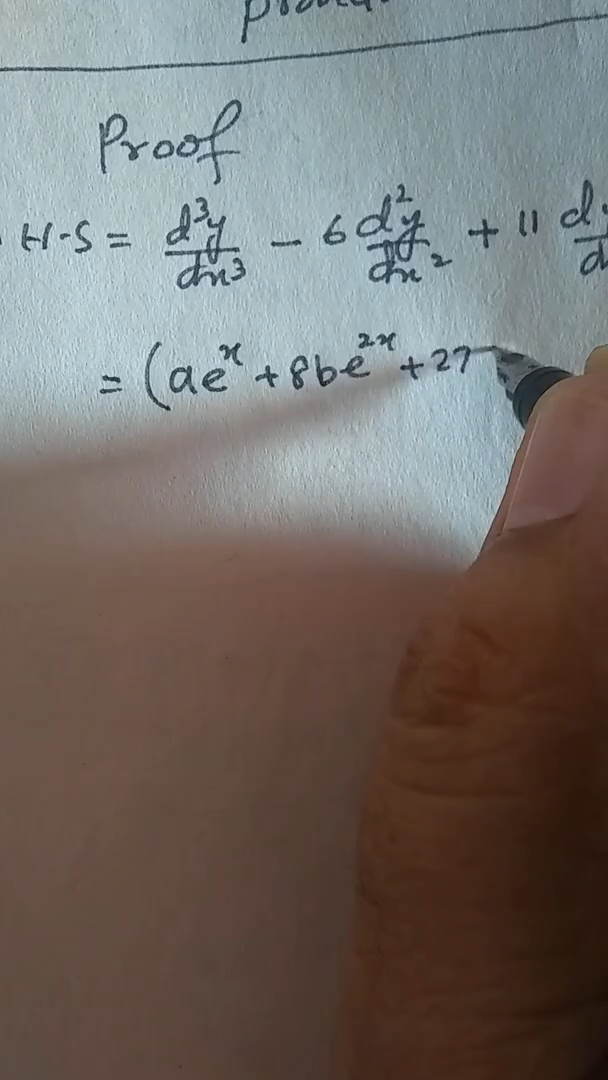 Proof
H·S = d³y/dx³ - 6 d²y/dx² + 11
= (ae^x + 8be^2x + 27